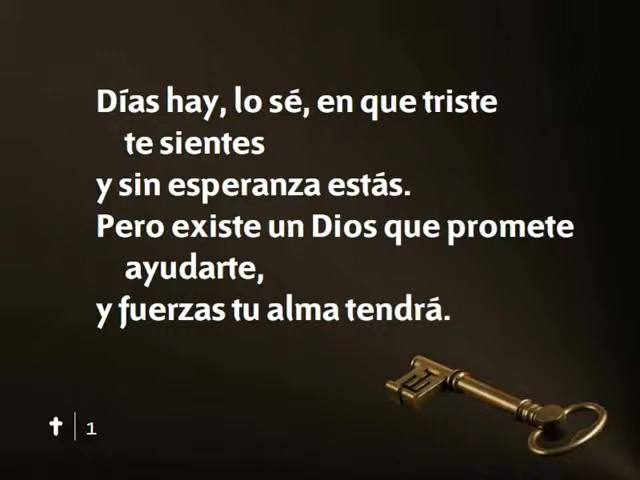 Días hay, lo sé, en que triste
te sientes
y sin esperanza estás.
Pero existe un Dios que promete
ayudarte,
y fuerzas tu alma tendrá.
1